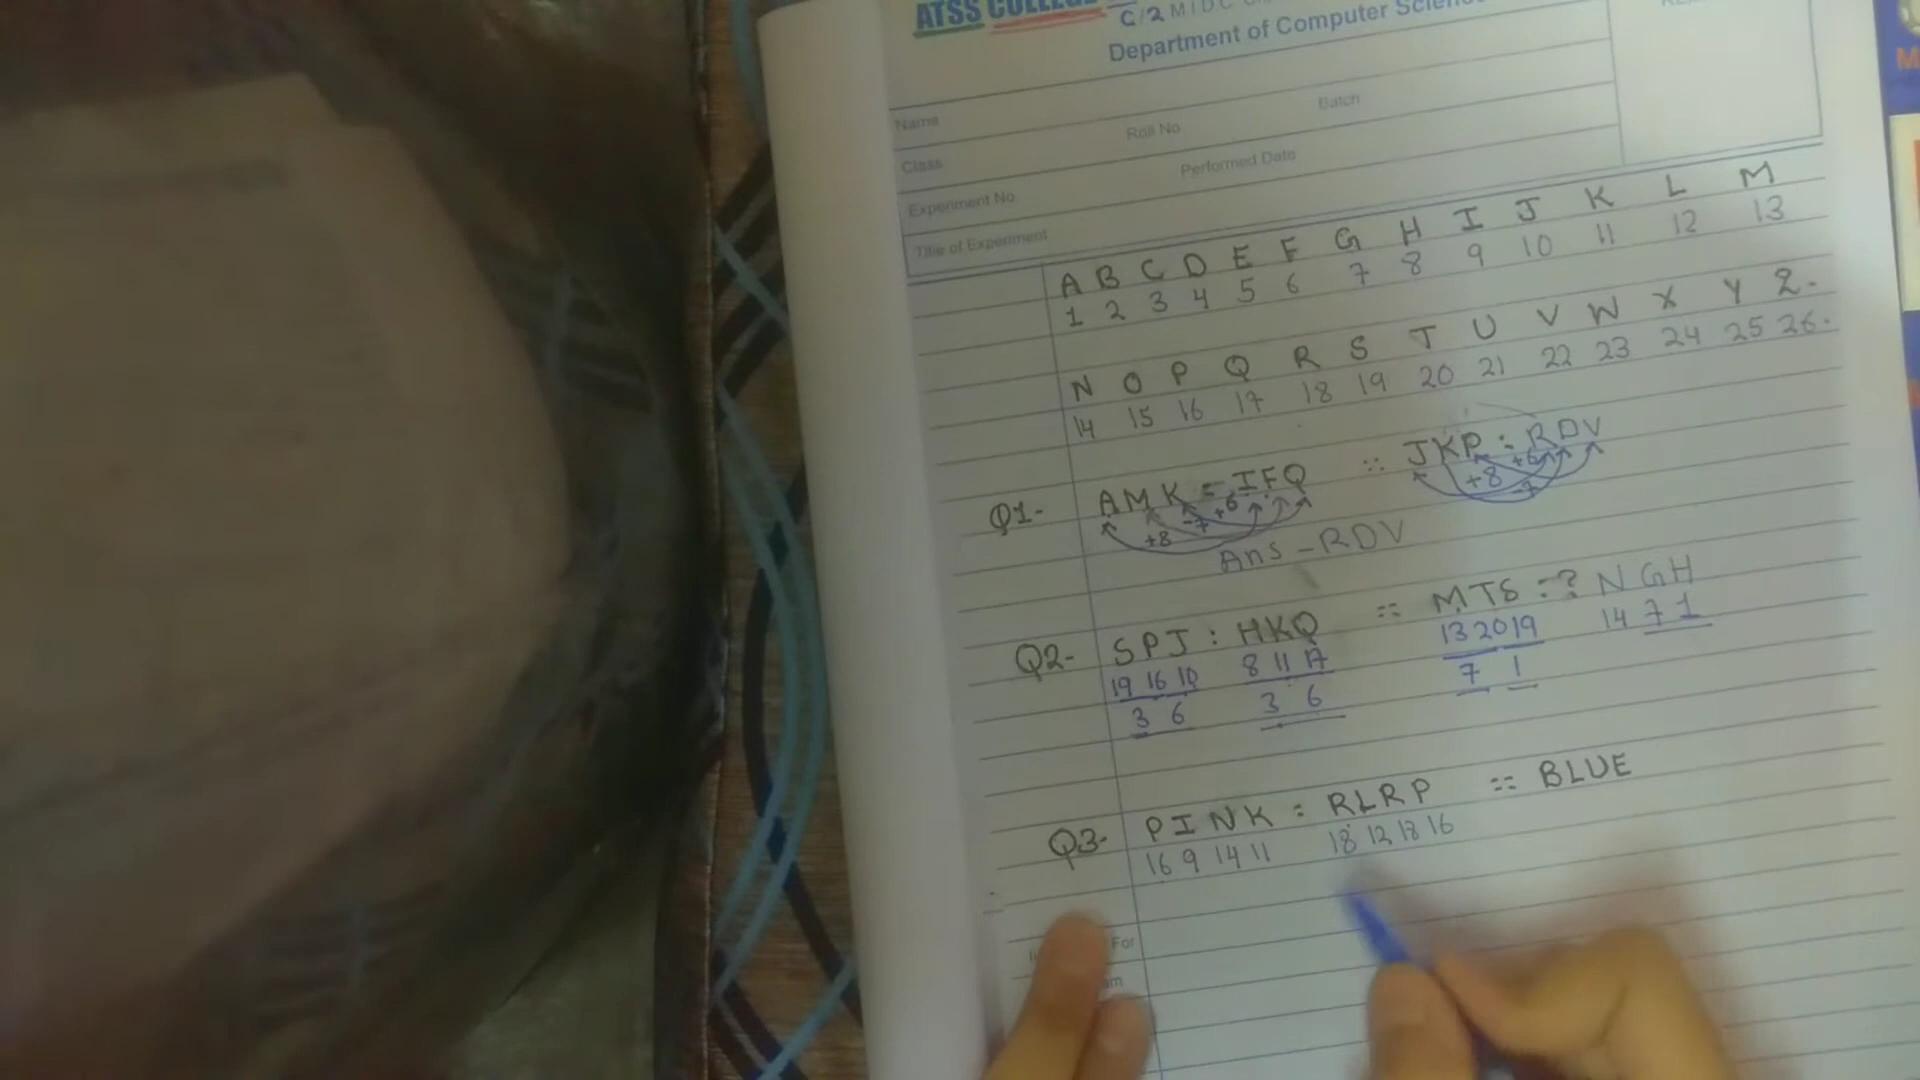 ATSS COLLEGE
C/2 MIDC
Department of Computer Science
Name
Class
Roll No
Batch
Experiment No
Performed Date
Title of Experiment
A B C D E F G H I J K L M
1 2 3 4 5 6 7 8 9 10 11 12 13
N O P Q R S T U V W X Y Z.
14 15 16 17 18 19 20 21 22 23 24 25 26.
Q1- AMK = IFQ :: JKP : RDV
+8 -7 +6 +8 -7 +6
Ans - RDV
Q2- SPJ : HKQ :: MTS :? NGH
19 16 10 8 11 17 13 20 19 14 7 1
3 6 3 6 7 1
Q3- PINK : RLRP :: BLUE
16 9 14 11 18 12 18 16
For